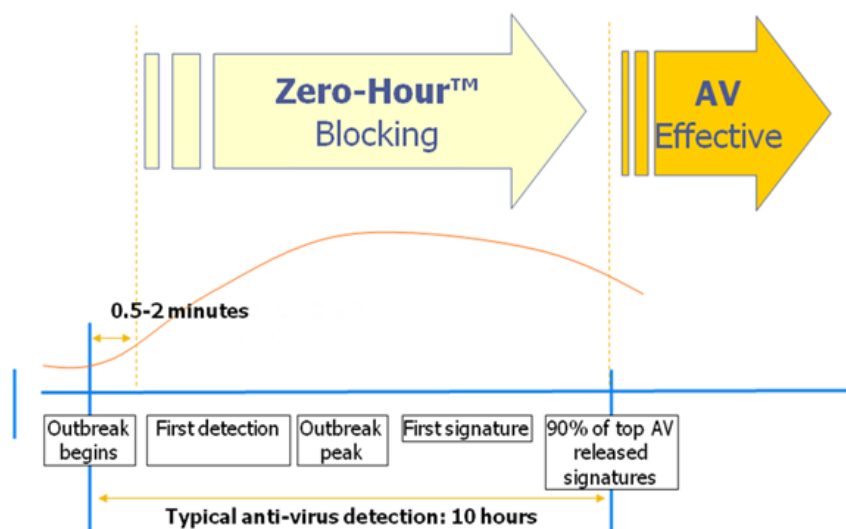 Zero-Hour™
Blocking
AV
Effective
0.5-2 minutes
Outbreak
begins
First detection
Outbreak
peak
First signature
90% of top AV
released
signatures
Typical anti-virus detection: 10 hours